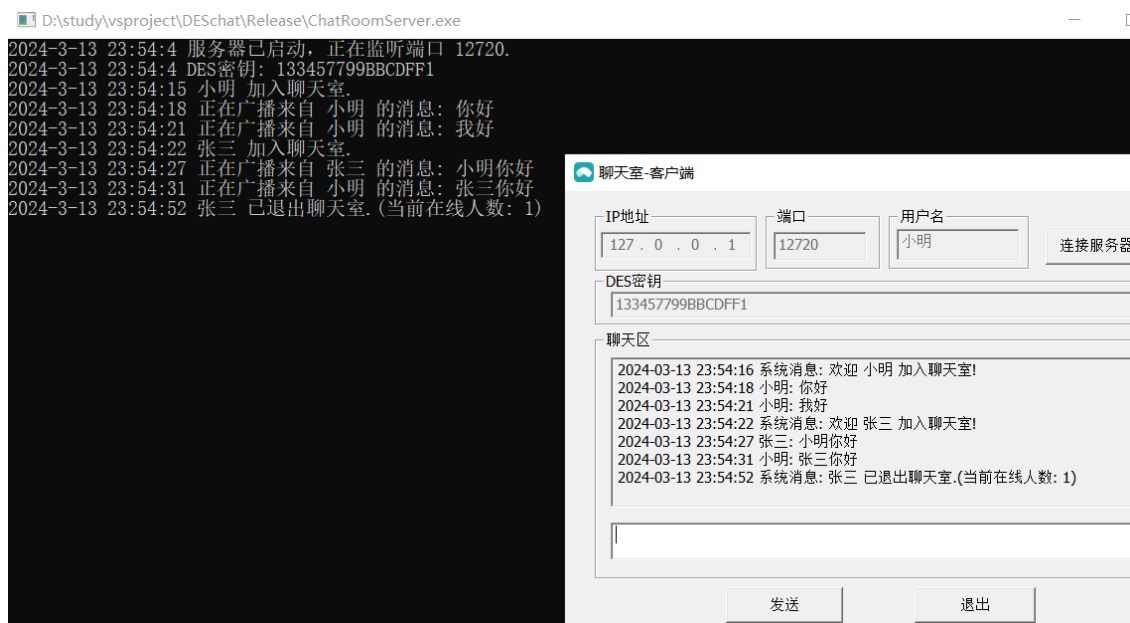 D:\study\vsproject\DESchat\Release\ChatRoomServer.exe
2024-3-13 23:54:4 服务器已启动，正在监听端口 12720.
2024-3-13 23:54:4 DES密钥: 133457799BBCDFF1
2024-3-13 23:54:15 小明 加入聊天室.
2024-3-13 23:54:18 正在广播来自 小明 的消息: 你好
2024-3-13 23:54:21 正在广播来自 小明 的消息: 我好
2024-3-13 23:54:22 张三 加入聊天室.
2024-3-13 23:54:27 正在广播来自 张三 的消息: 小明你好
2024-3-13 23:54:31 正在广播来自 小明 的消息: 张三你好
2024-3-13 23:54:52 张三 已退出聊天室.(当前在线人数: 1)
聊天室-客户端
IP地址 端口 用户名
127 . 0 . 0 . 1 12720 小明 连接服务器
DES密钥
133457799BBCDFF1
聊天区
2024-03-13 23:54:16 系统消息: 欢迎 小明 加入聊天室!
2024-03-13 23:54:18 小明: 你好
2024-03-13 23:54:21 小明: 我好
2024-03-13 23:54:22 系统消息: 欢迎 张三 加入聊天室!
2024-03-13 23:54:27 张三: 小明你好
2024-03-13 23:54:31 小明: 张三你好
2024-03-13 23:54:52 系统消息: 张三 已退出聊天室.(当前在线人数: 1)
发送 退出